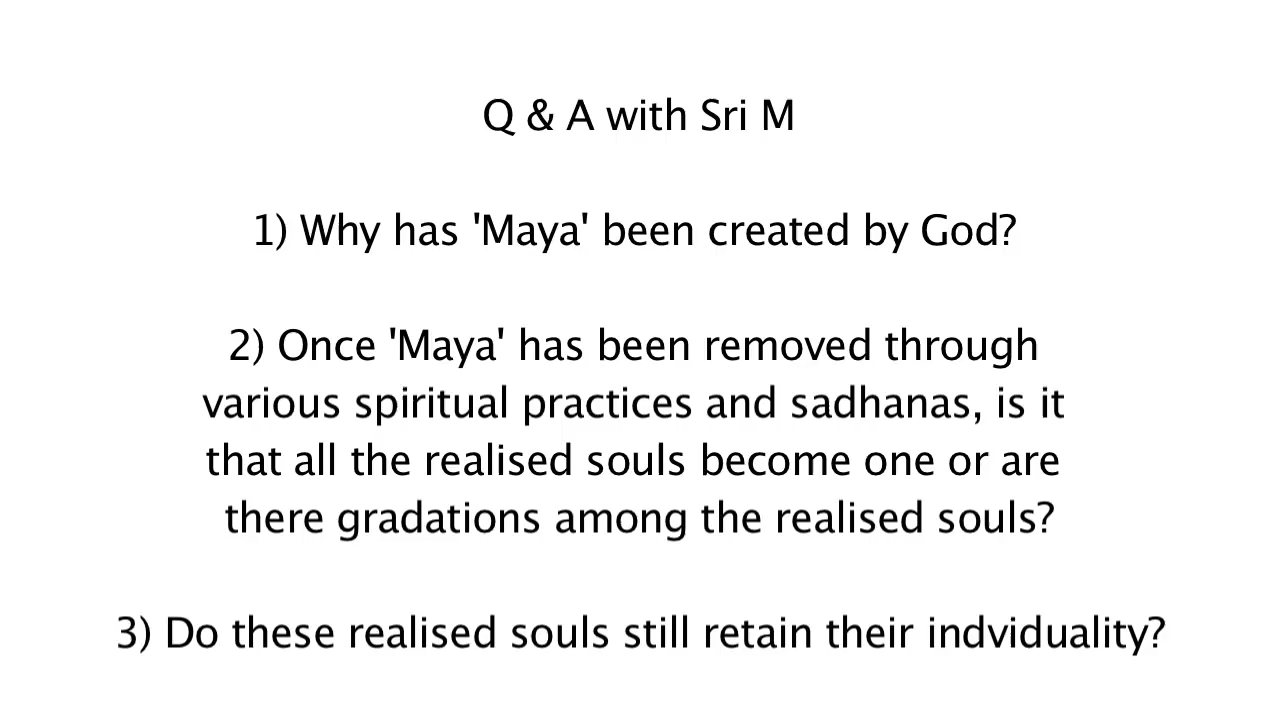 Q & A with Sri M
1) Why has 'Maya' been created by God?
2) Once 'Maya' has been removed through
various spiritual practices and sadhanas, is it
that all the realised souls become one or are
there gradations among the realised souls?
3) Do these realised souls still retain their indviduality?